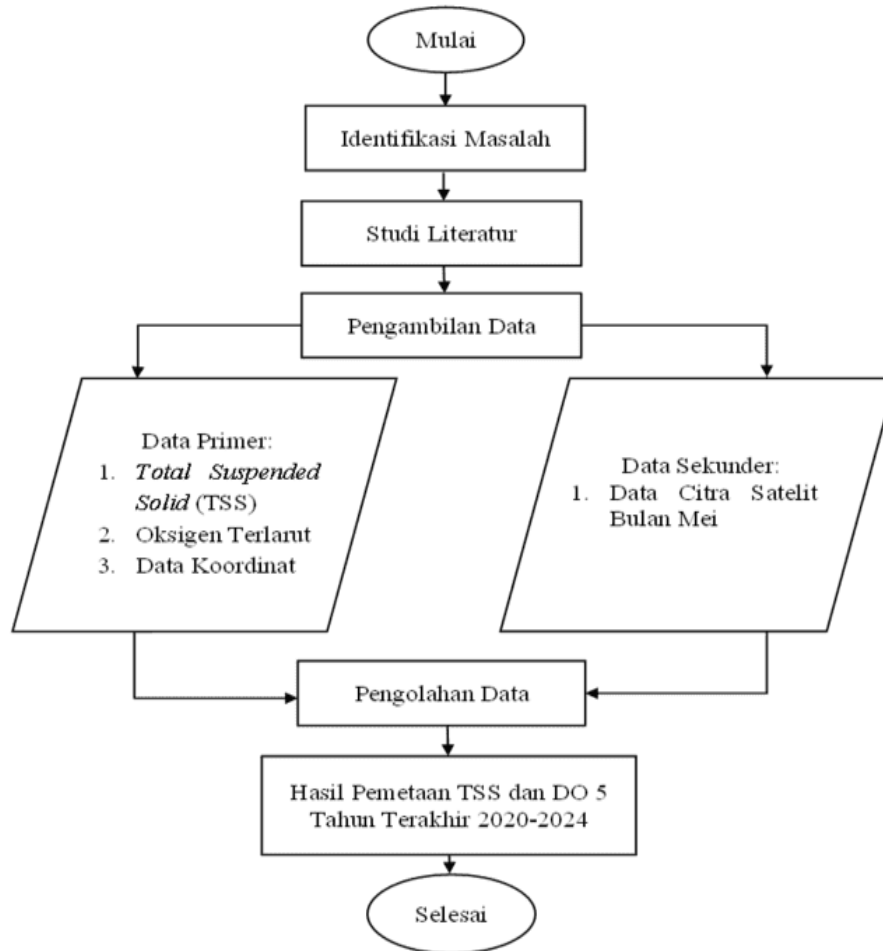 Mulai
Identifikasi Masalah
Studi Literatur
Pengambilan Data
Data Primer:
1. Total Suspended
Solid (TSS)
2. Oksigen Terlarut
3. Data Koordinat
Data Sekunder:
1. Data Citra Satelit
Bulan Mei
Pengolahan Data
Hasil Pemetaan TSS dan DO 5
Tahun Terakhir 2020-2024
Selesai